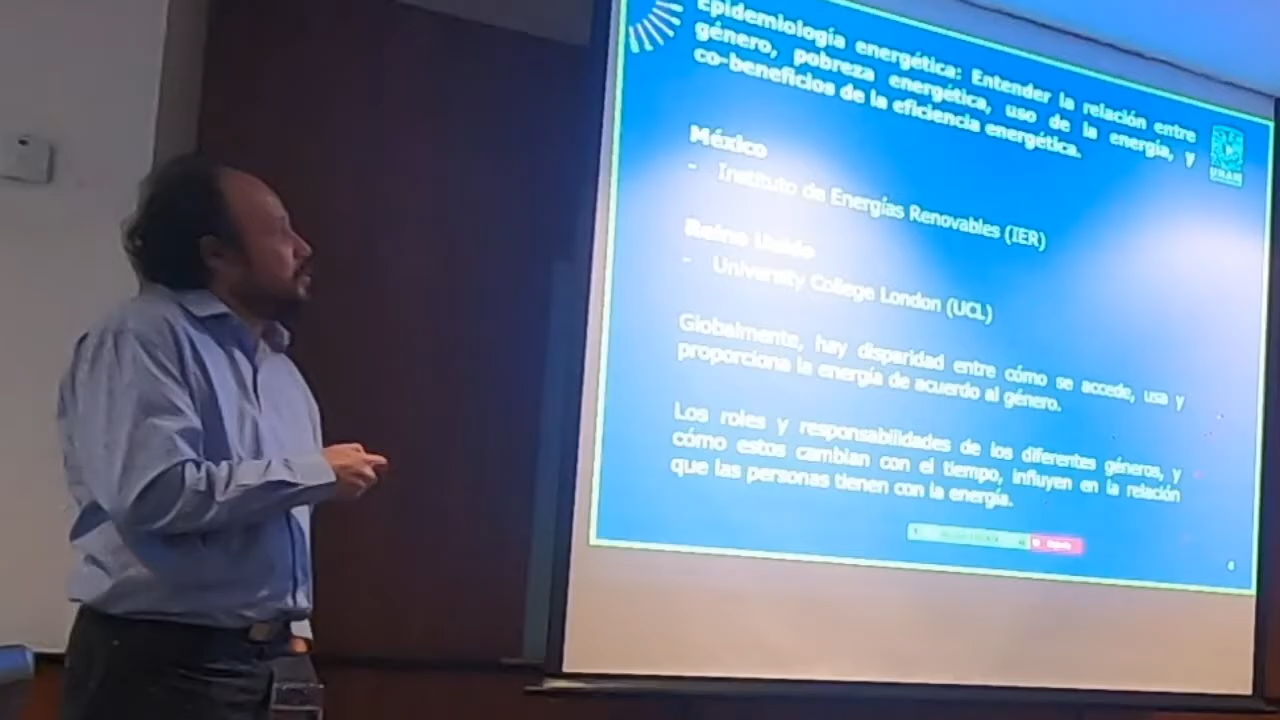 Epidemiología energética: Entender la relación entre
género, pobreza energética, uso de la energía, y
co-beneficios de la eficiencia energética.
UNAM
México
- Instituto de Energías Renovables (IER)
Reino Unido
- University College London (UCL)
Globalmente, hay disparidad entre cómo se accede, usa y
proporciona la energía de acuerdo al género.
Los roles y responsabilidades de los diferentes géneros, y
cómo estos cambian con el tiempo, influyen en la relación
que las personas tienen con la energía.
4